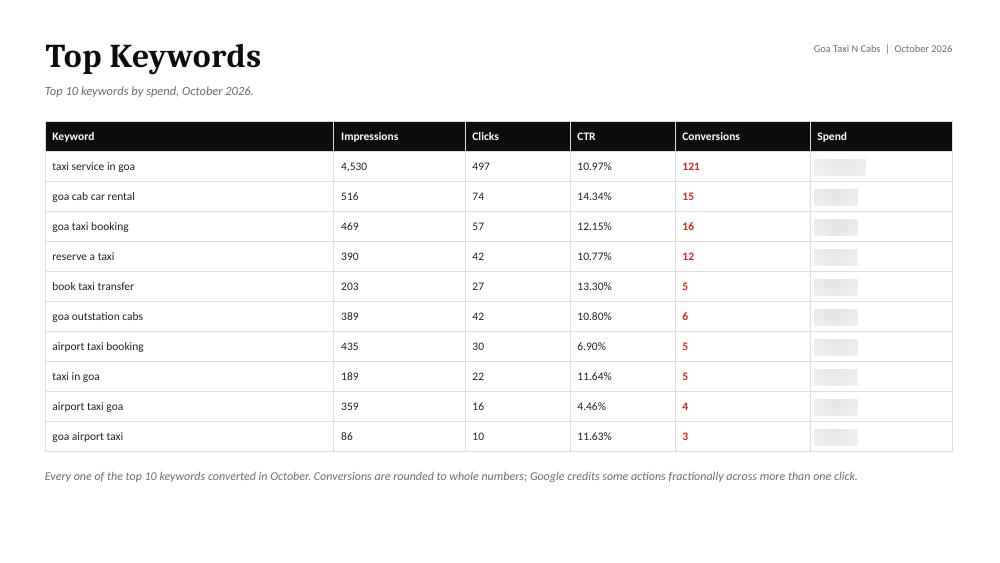 Top Keywords
Goa Taxi N Cabs | October 2026
Top 10 keywords by spend, October 2026.
Keyword Impressions Clicks CTR Conversions Spend
taxi service in goa 4,530 497 10.97% 121
goa cab car rental 516 74 14.34% 15
goa taxi booking 469 57 12.15% 16
reserve a taxi 390 42 10.77% 12
book taxi transfer 203 27 13.30% 5
goa outstation cabs 389 42 10.80% 6
airport taxi booking 435 30 6.90% 5
taxi in goa 189 22 11.64% 5
airport taxi goa 359 16 4.46% 4
goa airport taxi 86 10 11.63% 3
Every one of the top 10 keywords converted in October. Conversions are rounded to whole numbers; Google credits some actions fractionally across more than one click.